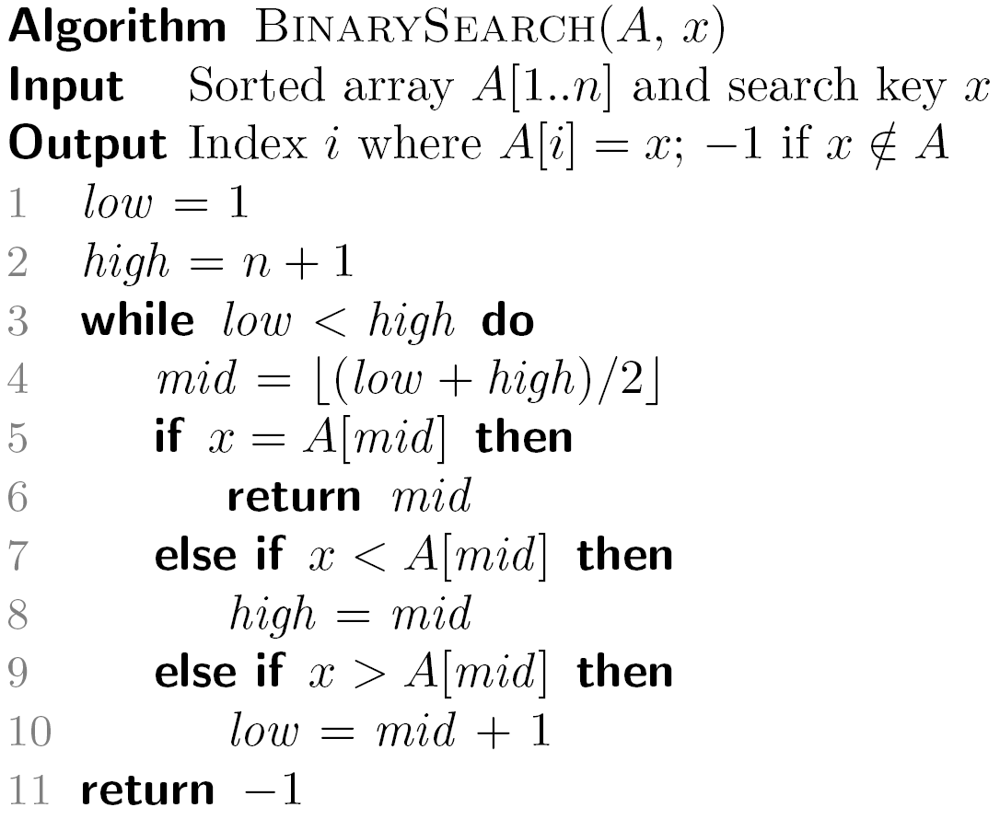 Algorithm BINARYSEARCH(A, x)
Input Sorted array A[1..n] and search key x
Output Index i where A[i] = x; −1 if x ∉ A
1 low = 1
2 high = n + 1
3 while low < high do
4 mid = ⌊(low + high)/2⌋
5 if x = A[mid] then
6 return mid
7 else if x < A[mid] then
8 high = mid
9 else if x > A[mid] then
10 low = mid + 1
11 return −1